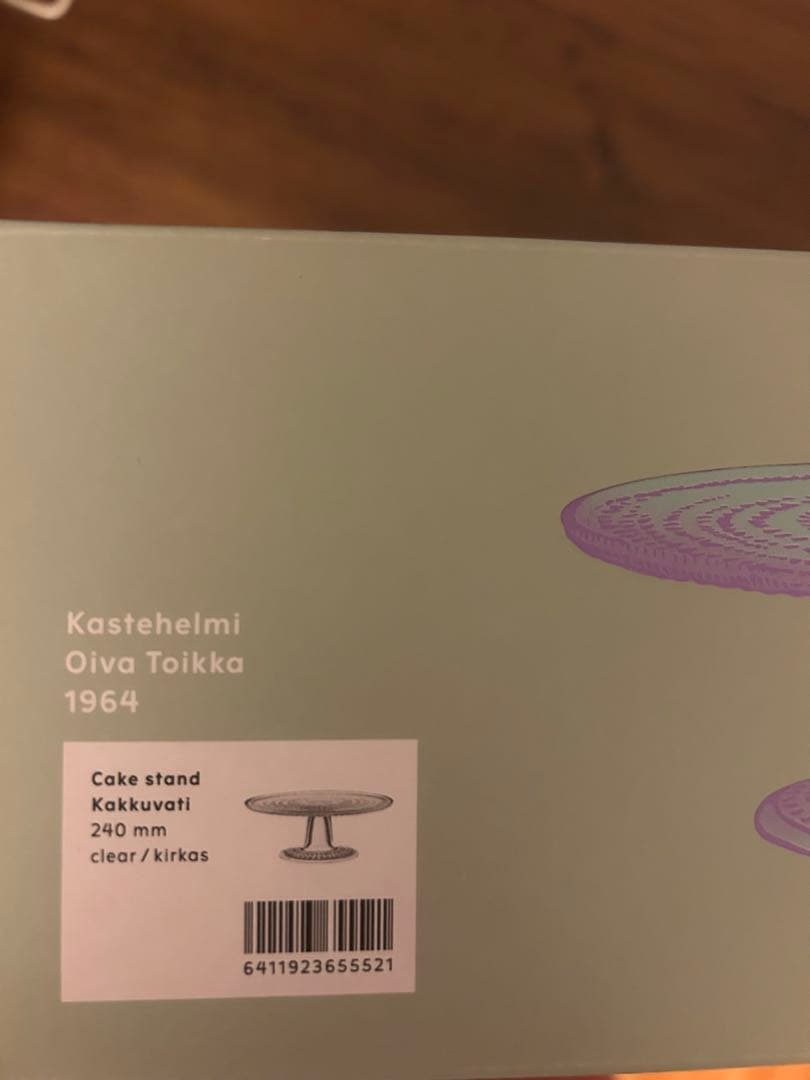 Kastehelmi
Oiva Toikka
1964
Cake stand
Kakkuvati
240 mm
clear / kirkas
6411923655521